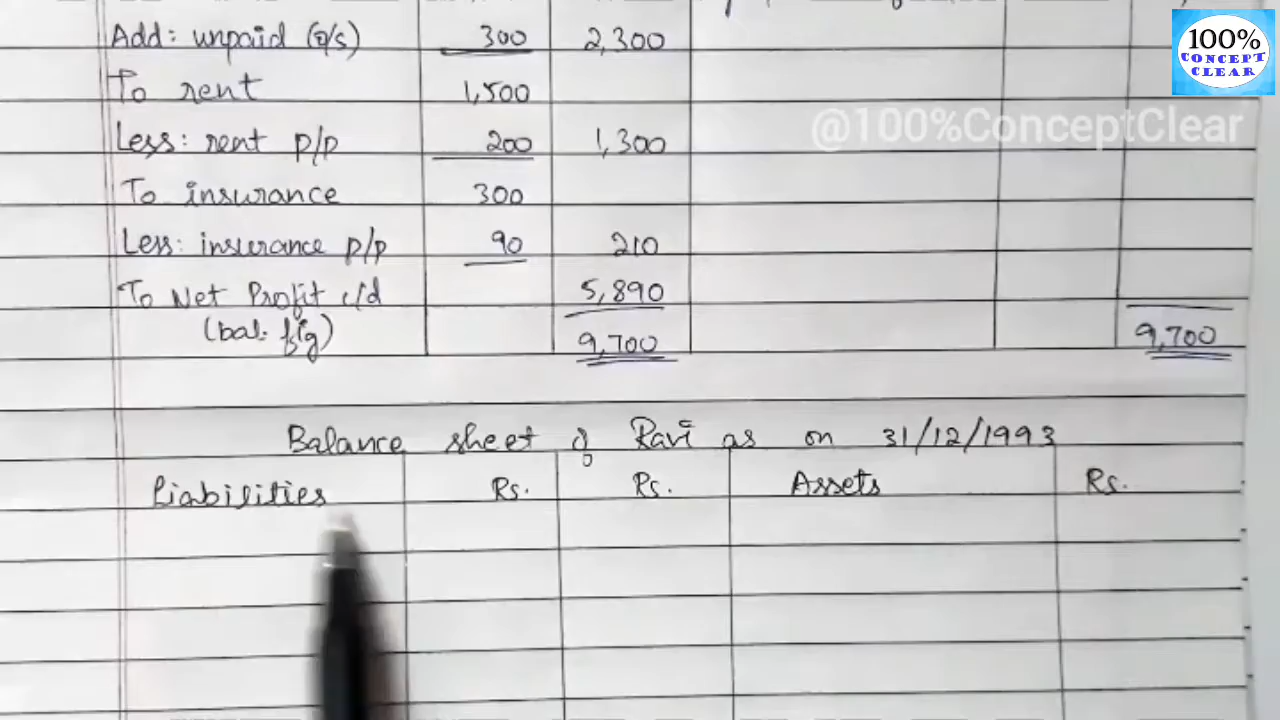 Add: unpaid (o/s) 300 2,300
To rent 1,500
Less: rent p/p 200 1,300
To insurance 300
Less: insurance p/p 90 210
To Net Profit c/d 5,890
(bal. fig)
9,700 9,700
Balance sheet of Ravi as on 31/12/1993
Liabilities Rs. Rs. Assets Rs.
100%
CONCEPT
CLEAR
@100%ConceptClear